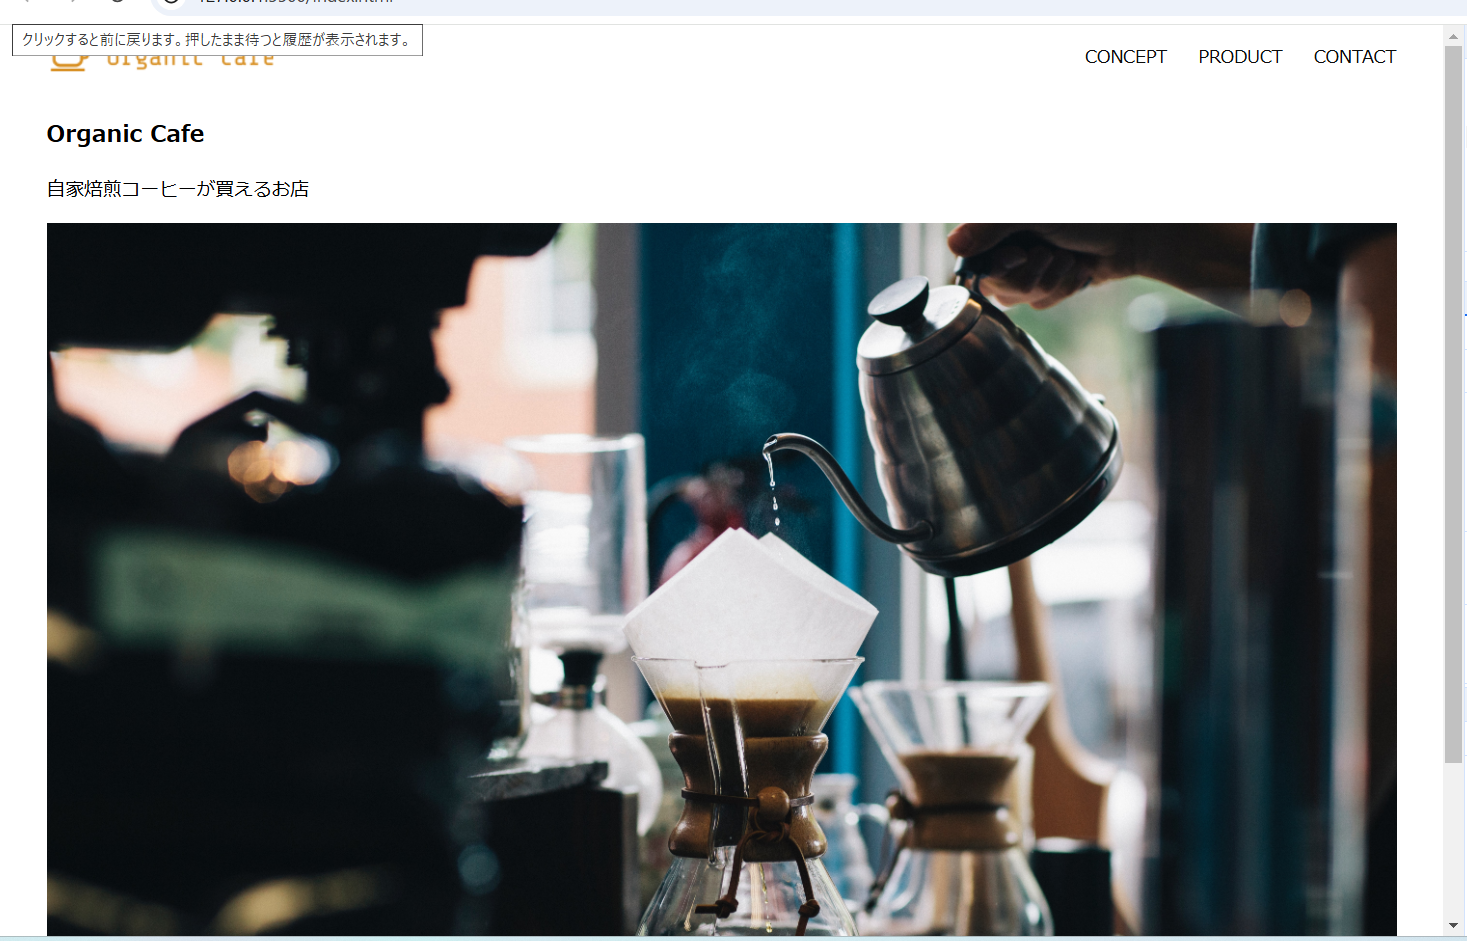 クリックすると前に戻ります。押したまま待つと履歴が表示されます。
organic cafe
CONCEPT PRODUCT CONTACT
Organic Cafe
自家焙煎コーヒーが買えるお店